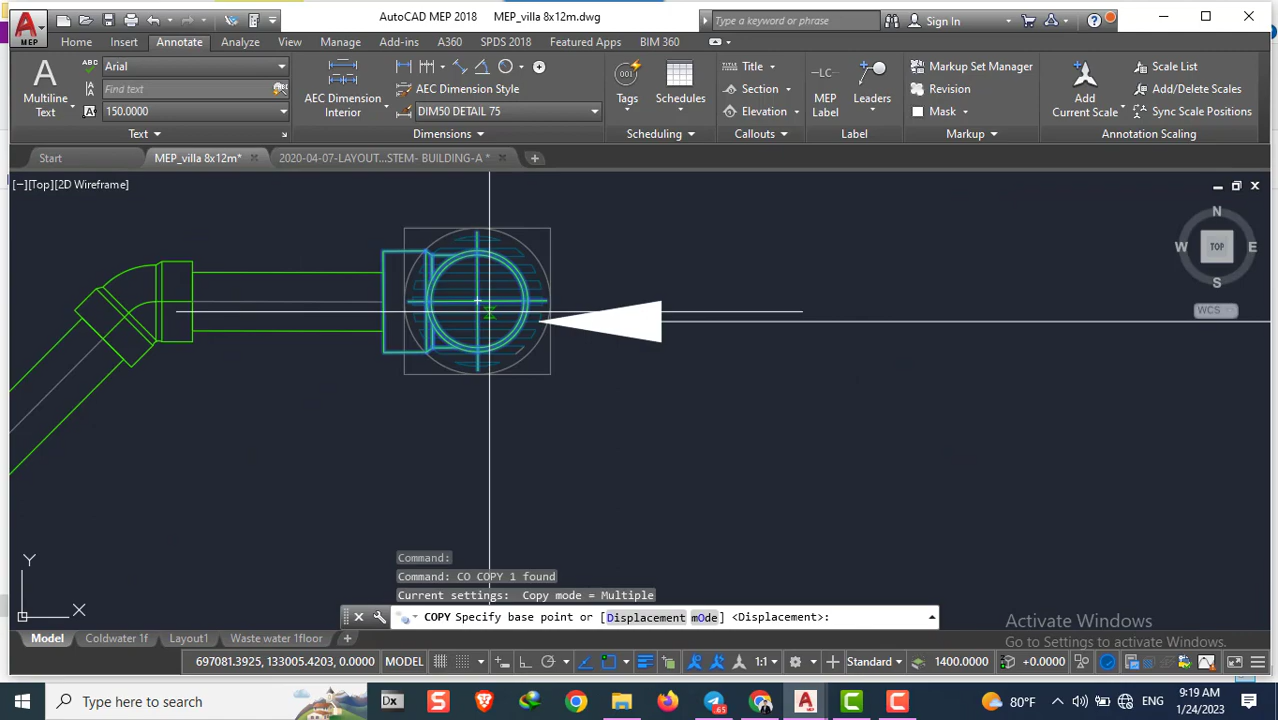 AutoCAD MEP 2018 MEP_villa 8x12m.dwg
Type a keyword or phrase
Sign In
MEP
Home Insert Annotate Analyze View Manage Add-ins A360 SPDS 2018 Featured Apps BIM 360
Multiline
Text
ABC
Arial
Find text
150.0000
Text
AEC Dimension
Interior
AEC Dimension Style
DIM50 DETAIL 75
Dimensions
001
Tags
Schedules
Scheduling
Title
Section
Elevation
Callouts
-LC-
MEP
Label
Leaders
Label
Markup Set Manager
Revision
Mask
Markup
Add
Current Scale
Scale List
Add/Delete Scales
Sync Scale Positions
Annotation Scaling
Start MEP_villa 8x12m* 2020-04-07-LAYOUT...STEM- BUILDING-A *
[−][Top][2D Wireframe]
N
W TOP E
S
WCS
Y
X
Command:
Command: CO COPY 1 found
Current settings: Copy mode = Multiple
COPY Specify base point or [Displacement mOde] <Displacement>:
Activate Windows
Go to Settings to activate Windows.
Model Coldwater 1f Layout1 Waste water 1floor
697081.3925, 133005.4203, 0.0000 MODEL 1:1 Standard 1400.0000 +0.0000
Type here to search
Dx
65
80°F
ENG
9:19 AM
1/24/2023